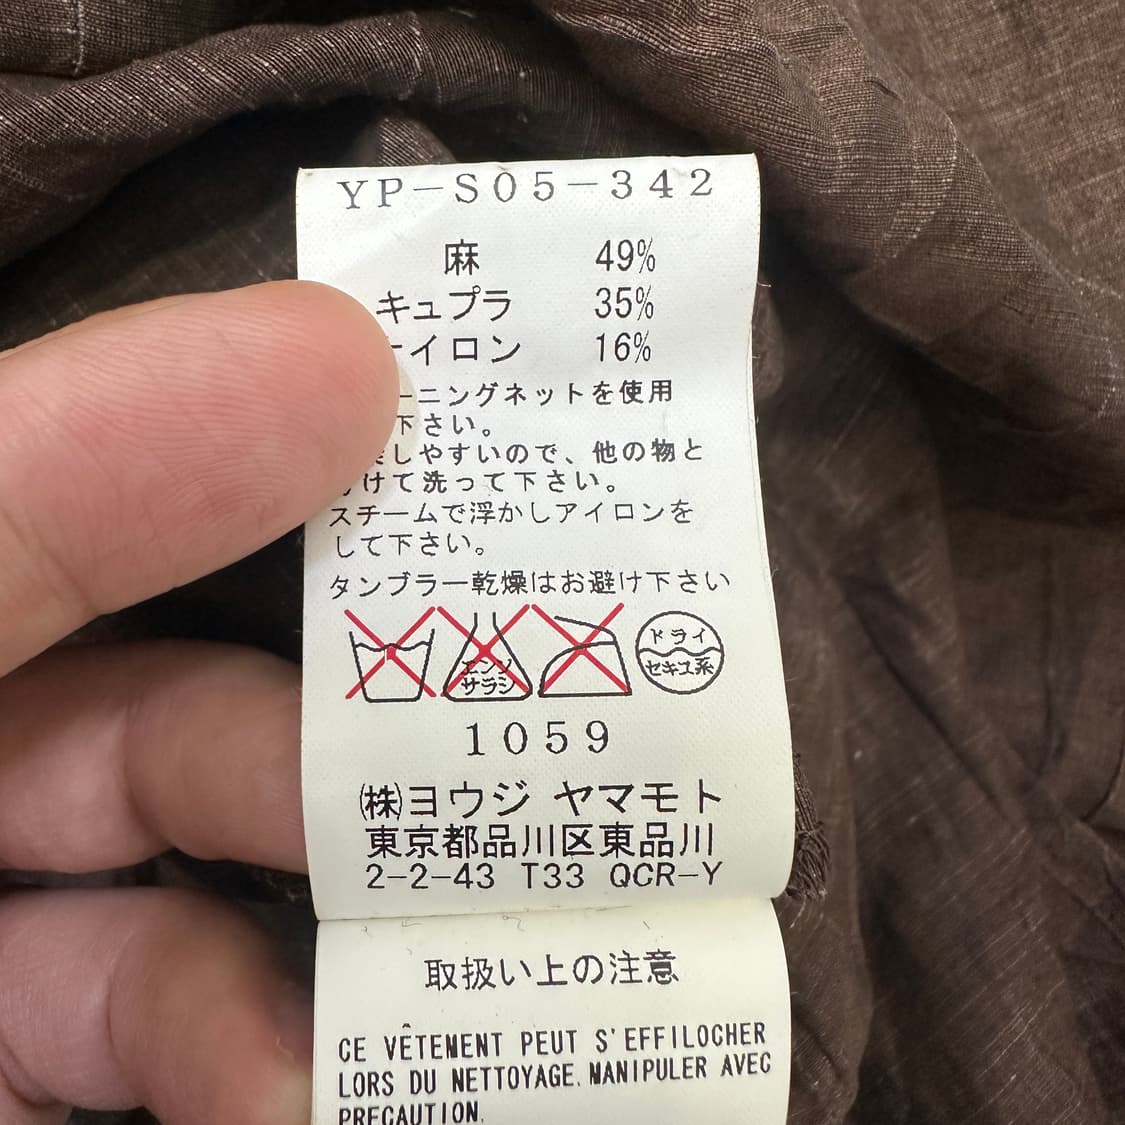 YP-S05-342
麻 49%
キュプラ 35%
イロン 16%
ーニングネットを使用
下さい。
しやすいので、他の物と
けて洗って下さい。
スチームで浮かしアイロンを
して下さい。
タンブラー乾燥はお避け下さい
エンソ
サラシ
ドライ
セキユ系
1059
㈱ヨウジ ヤマモト
東京都品川区東品川
2-2-43 T33 QCR-Y
取扱い上の注意
CE VÊTEMENT PEUT S'EFFILOCHER
LORS DU NETTOYAGE. MANIPULER AVEC
PRECAUTION.